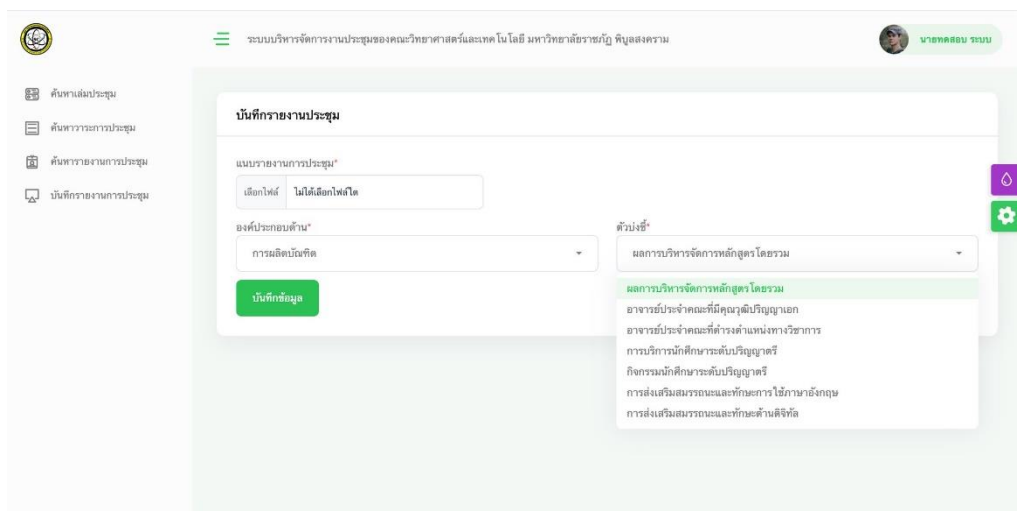 ระบบบริหารจัดการงานประชุมของคณะวิทยาศาสตร์และเทคโนโลยี มหาวิทยาลัยราชภัฏ พิบูลสงคราม
นายทดสอบ ระบบ
ค้นหาเล่มประชุม
ค้นหาวาระการประชุม
ค้นหารายงานการประชุม
บันทึกรายงานการประชุม
บันทึกรายงานประชุม
แนบรายงานการประชุม*
เลือกไฟล์ ไม่ได้เลือกไฟล์ใด
องค์ประกอบด้าน* ตัวบ่งชี้*
การผลิตบัณฑิต ผลการบริหารจัดการหลักสูตรโดยรวม
บันทึกข้อมูล
ผลการบริหารจัดการหลักสูตรโดยรวม
อาจารย์ประจำคณะที่มีคุณวุฒิปริญญาเอก
อาจารย์ประจำคณะที่ดำรงตำแหน่งทางวิชาการ
การบริการนักศึกษาระดับปริญญาตรี
กิจกรรมนักศึกษาระดับปริญญาตรี
การส่งเสริมสมรรถนะและทักษะการใช้ภาษาอังกฤษ
การส่งเสริมสมรรถนะและทักษะด้านดิจิทัล